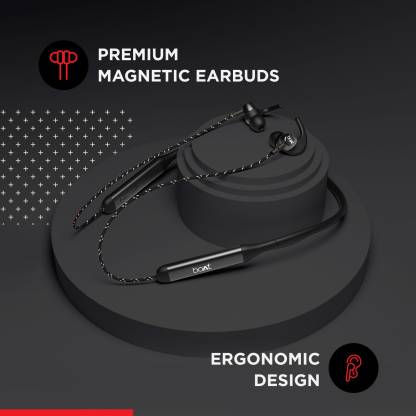 PREMIUM
MAGNETIC EARBUDS
boAt
ERGONOMIC
DESIGN